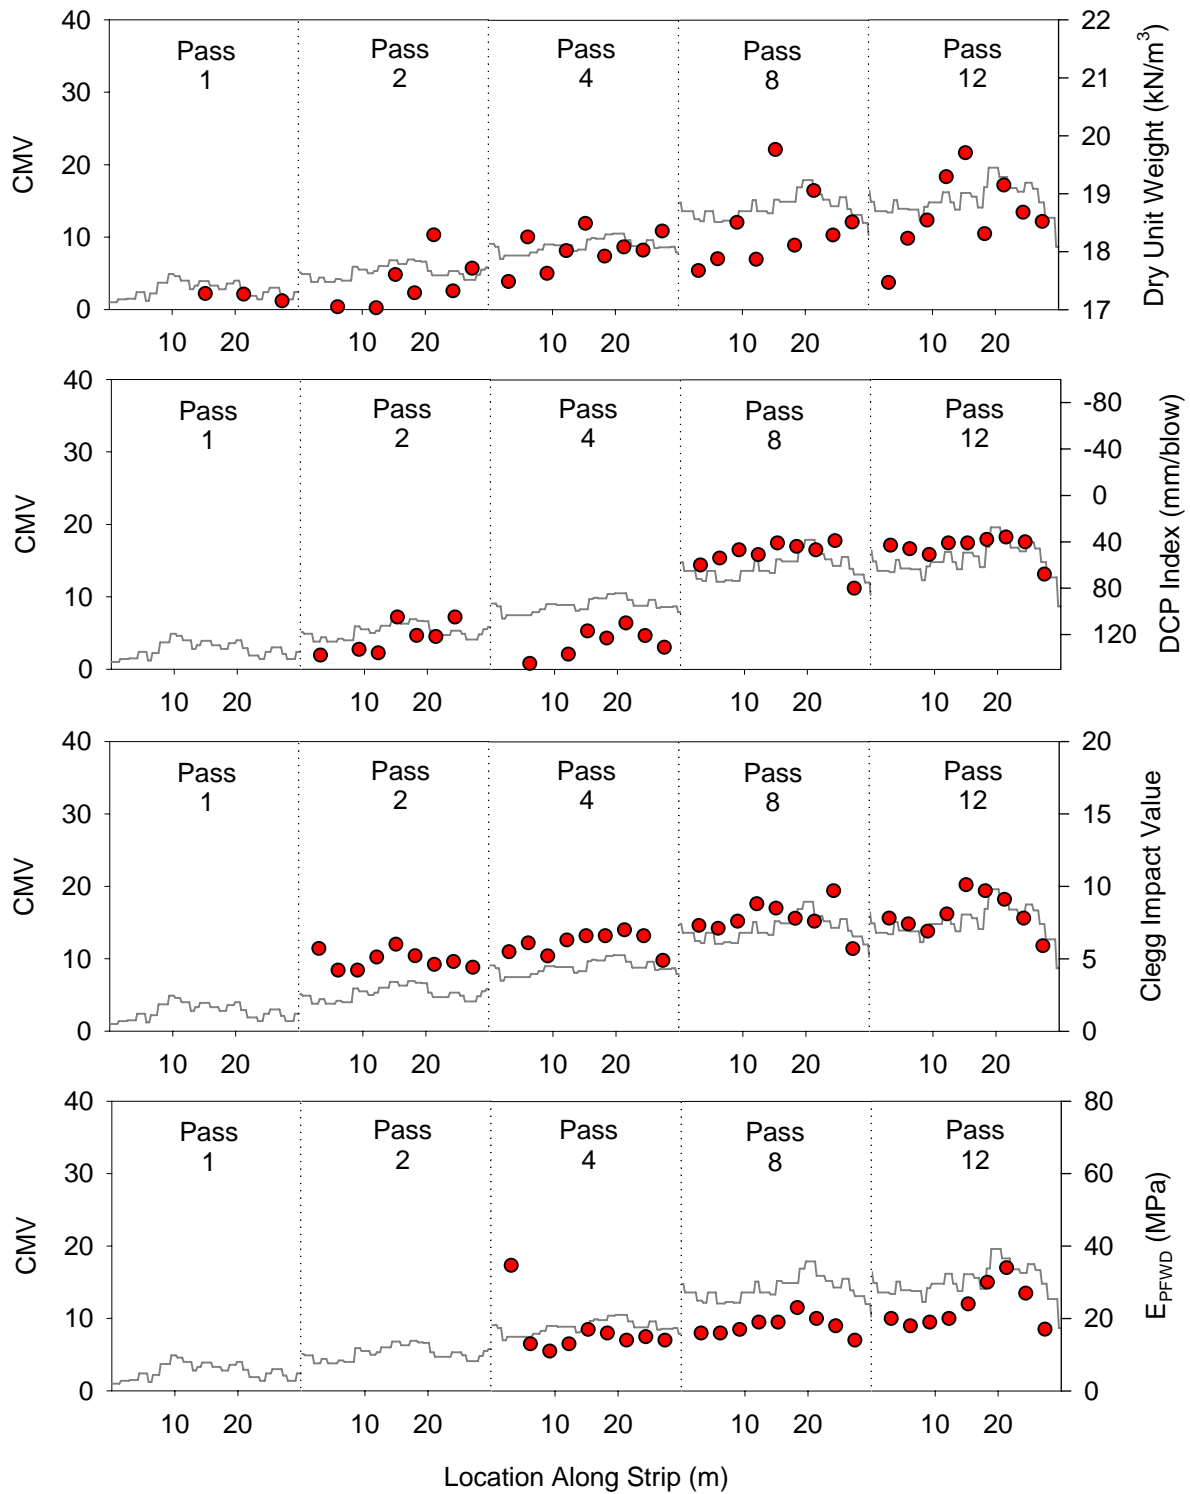 40
30
20
10
0
CMV
Pass
1
Pass
2
Pass
4
Pass
8
Pass
12
22
21
20
19
18
17
Dry Unit Weight (kN/m³)
10 20 10 20 10 20 10 20 10 20
40
30
20
10
0
CMV
Pass
1
Pass
2
Pass
4
Pass
8
Pass
12
-80
-40
0
40
80
120
DCP Index (mm/blow)
10 20 10 20 10 20 10 20 10 20
40
30
20
10
0
CMV
Pass
1
Pass
2
Pass
4
Pass
8
Pass
12
20
15
10
5
0
Clegg Impact Value
10 20 10 20 10 20 10 20 10 20
40
30
20
10
0
CMV
Pass
1
Pass
2
Pass
4
Pass
8
Pass
12
80
60
40
20
0
E_PFWD (MPa)
10 20 10 20 10 20 10 20 10 20
Location Along Strip (m)